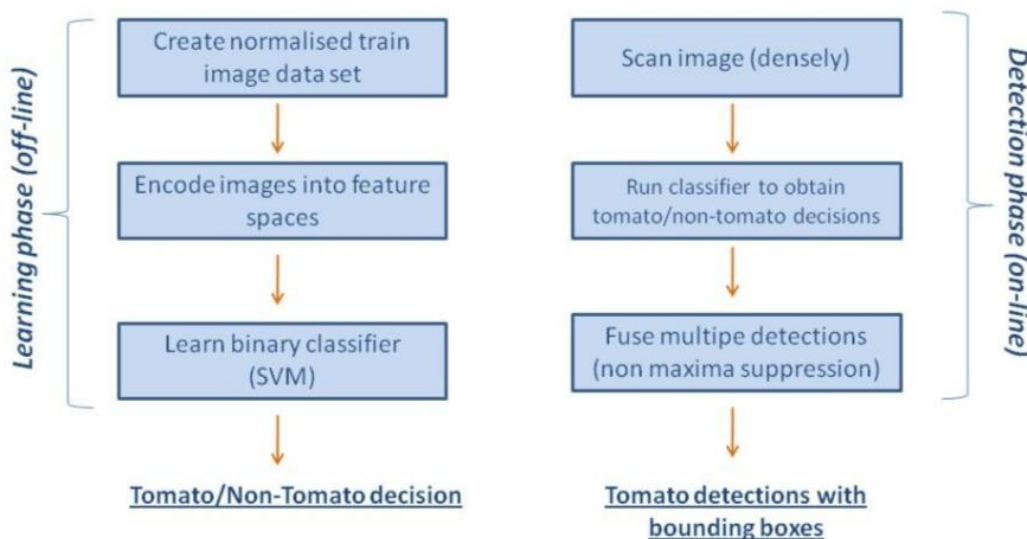 Learning phase (off-line)
Create normalised train
image data set
Encode images into feature
spaces
Learn binary classifier
(SVM)
Tomato/Non-Tomato decision
Scan image (densely)
Run classifier to obtain
tomato/non-tomato decisions
Fuse multipe detections
(non maxima suppression)
Tomato detections with
bounding boxes
Detection phase (on-line)